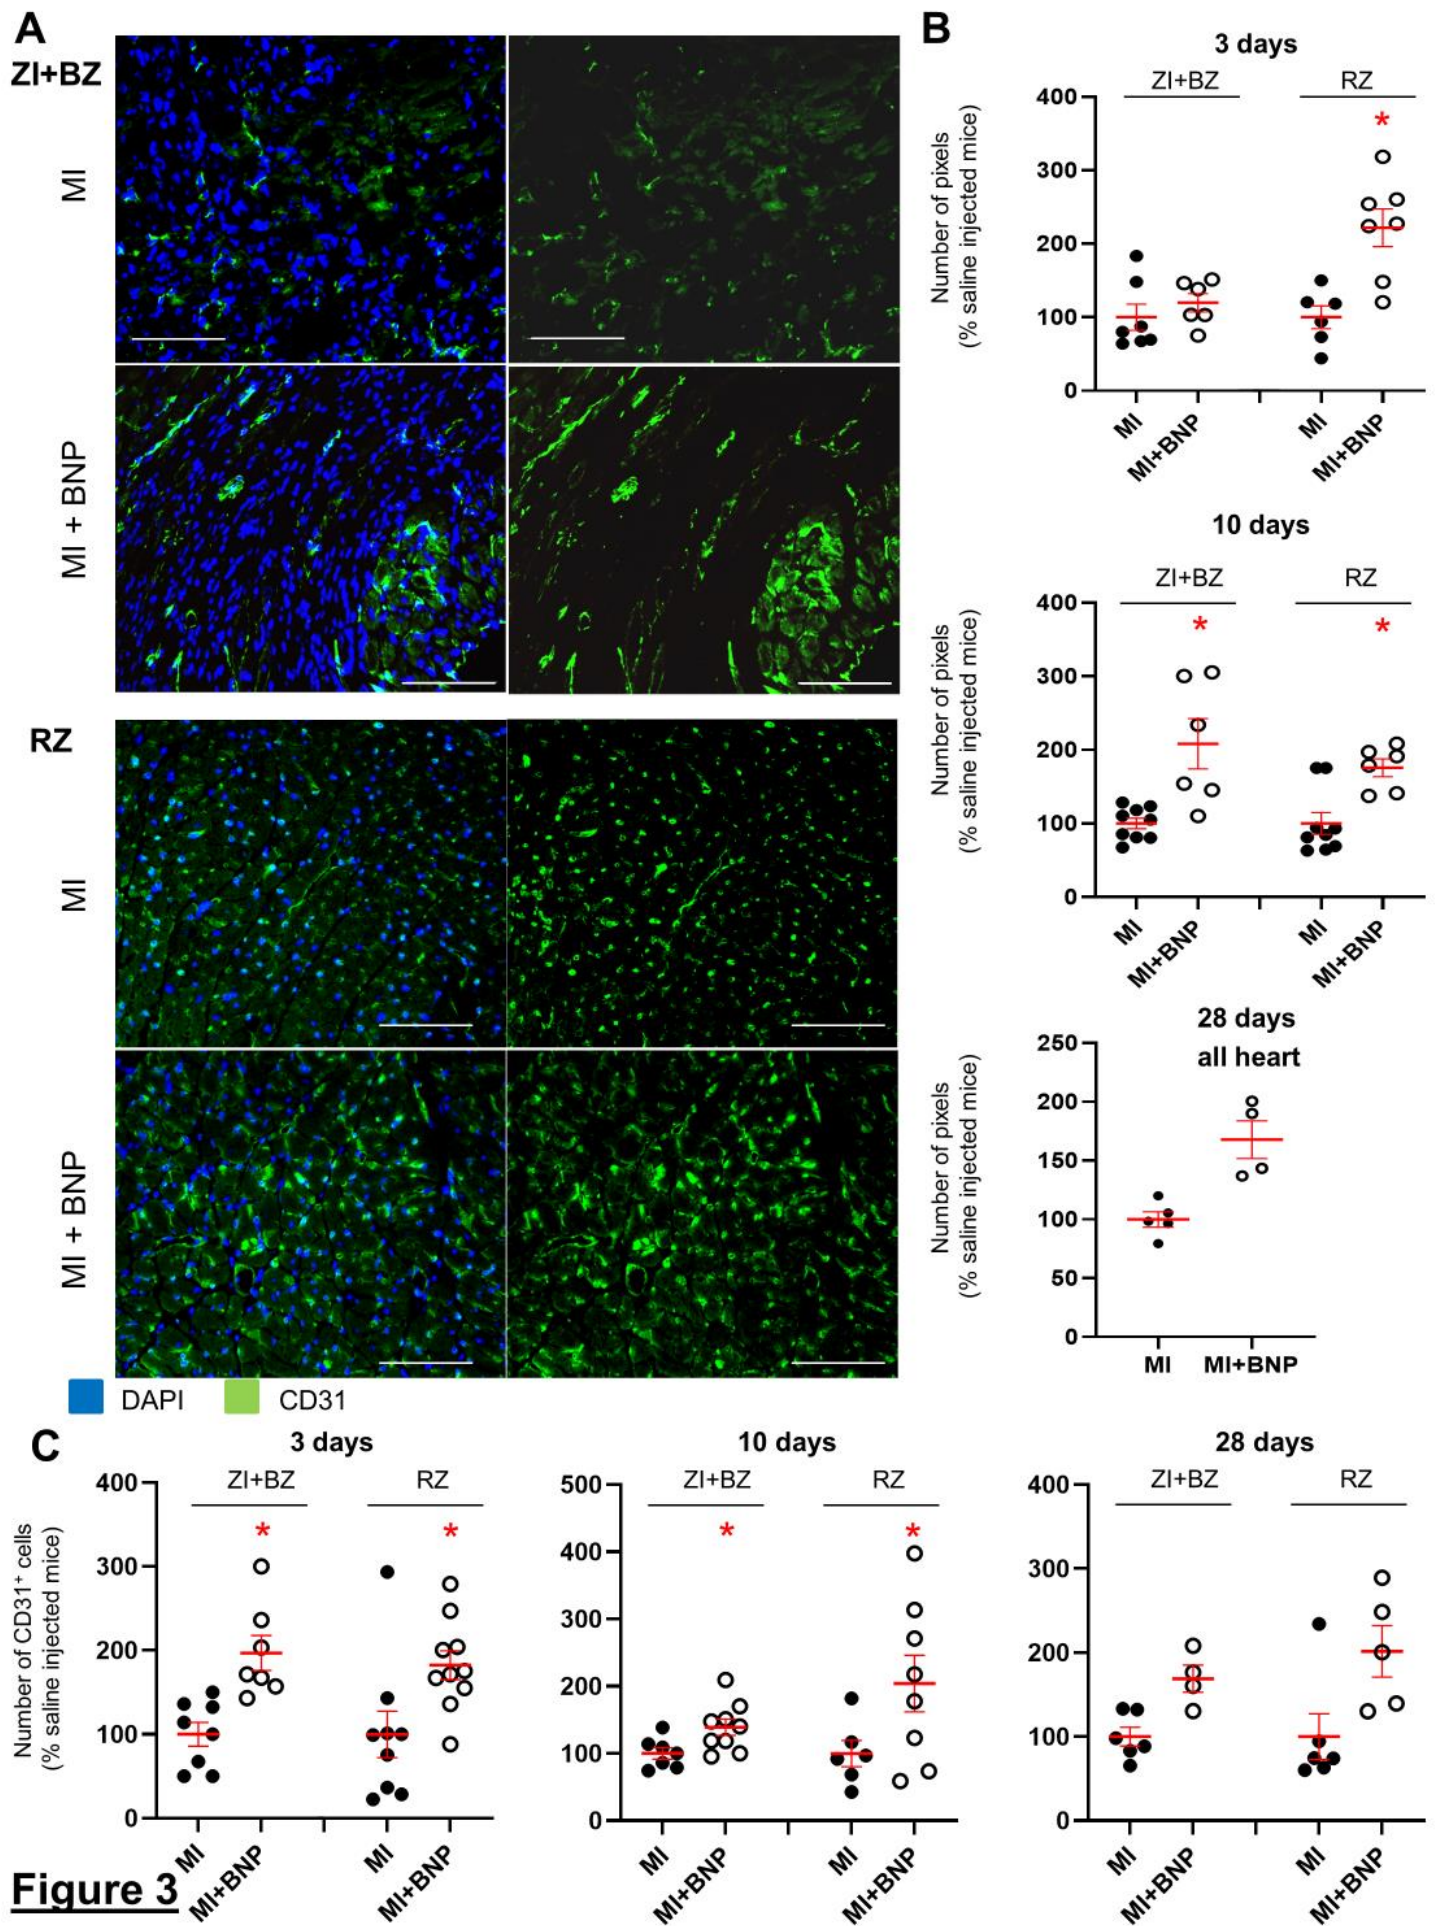 A
ZI+BZ
MI
MI + BNP
RZ
MI
MI + BNP
DAPI
CD31
B
3 days
ZI+BZ
RZ
Number of pixels
(% saline injected mice)
400
300
200
100
0
*
MI
MI+BNP
MI
MI+BNP
10 days
ZI+BZ
RZ
Number of pixels
(% saline injected mice)
400
300
200
100
0
*
*
MI
MI+BNP
MI
MI+BNP
28 days
all heart
Number of pixels
(% saline injected mice)
250
200
150
100
50
0
MI
MI+BNP
C
3 days
ZI+BZ
RZ
Number of CD31⁺ cells
(% saline injected mice)
400
300
200
100
0
*
*
MI
MI+BNP
MI
MI+BNP
10 days
ZI+BZ
RZ
500
400
300
200
100
0
*
*
MI
MI+BNP
MI
MI+BNP
28 days
ZI+BZ
RZ
400
300
200
100
0
MI
MI+BNP
MI
MI+BNP
Figure 3